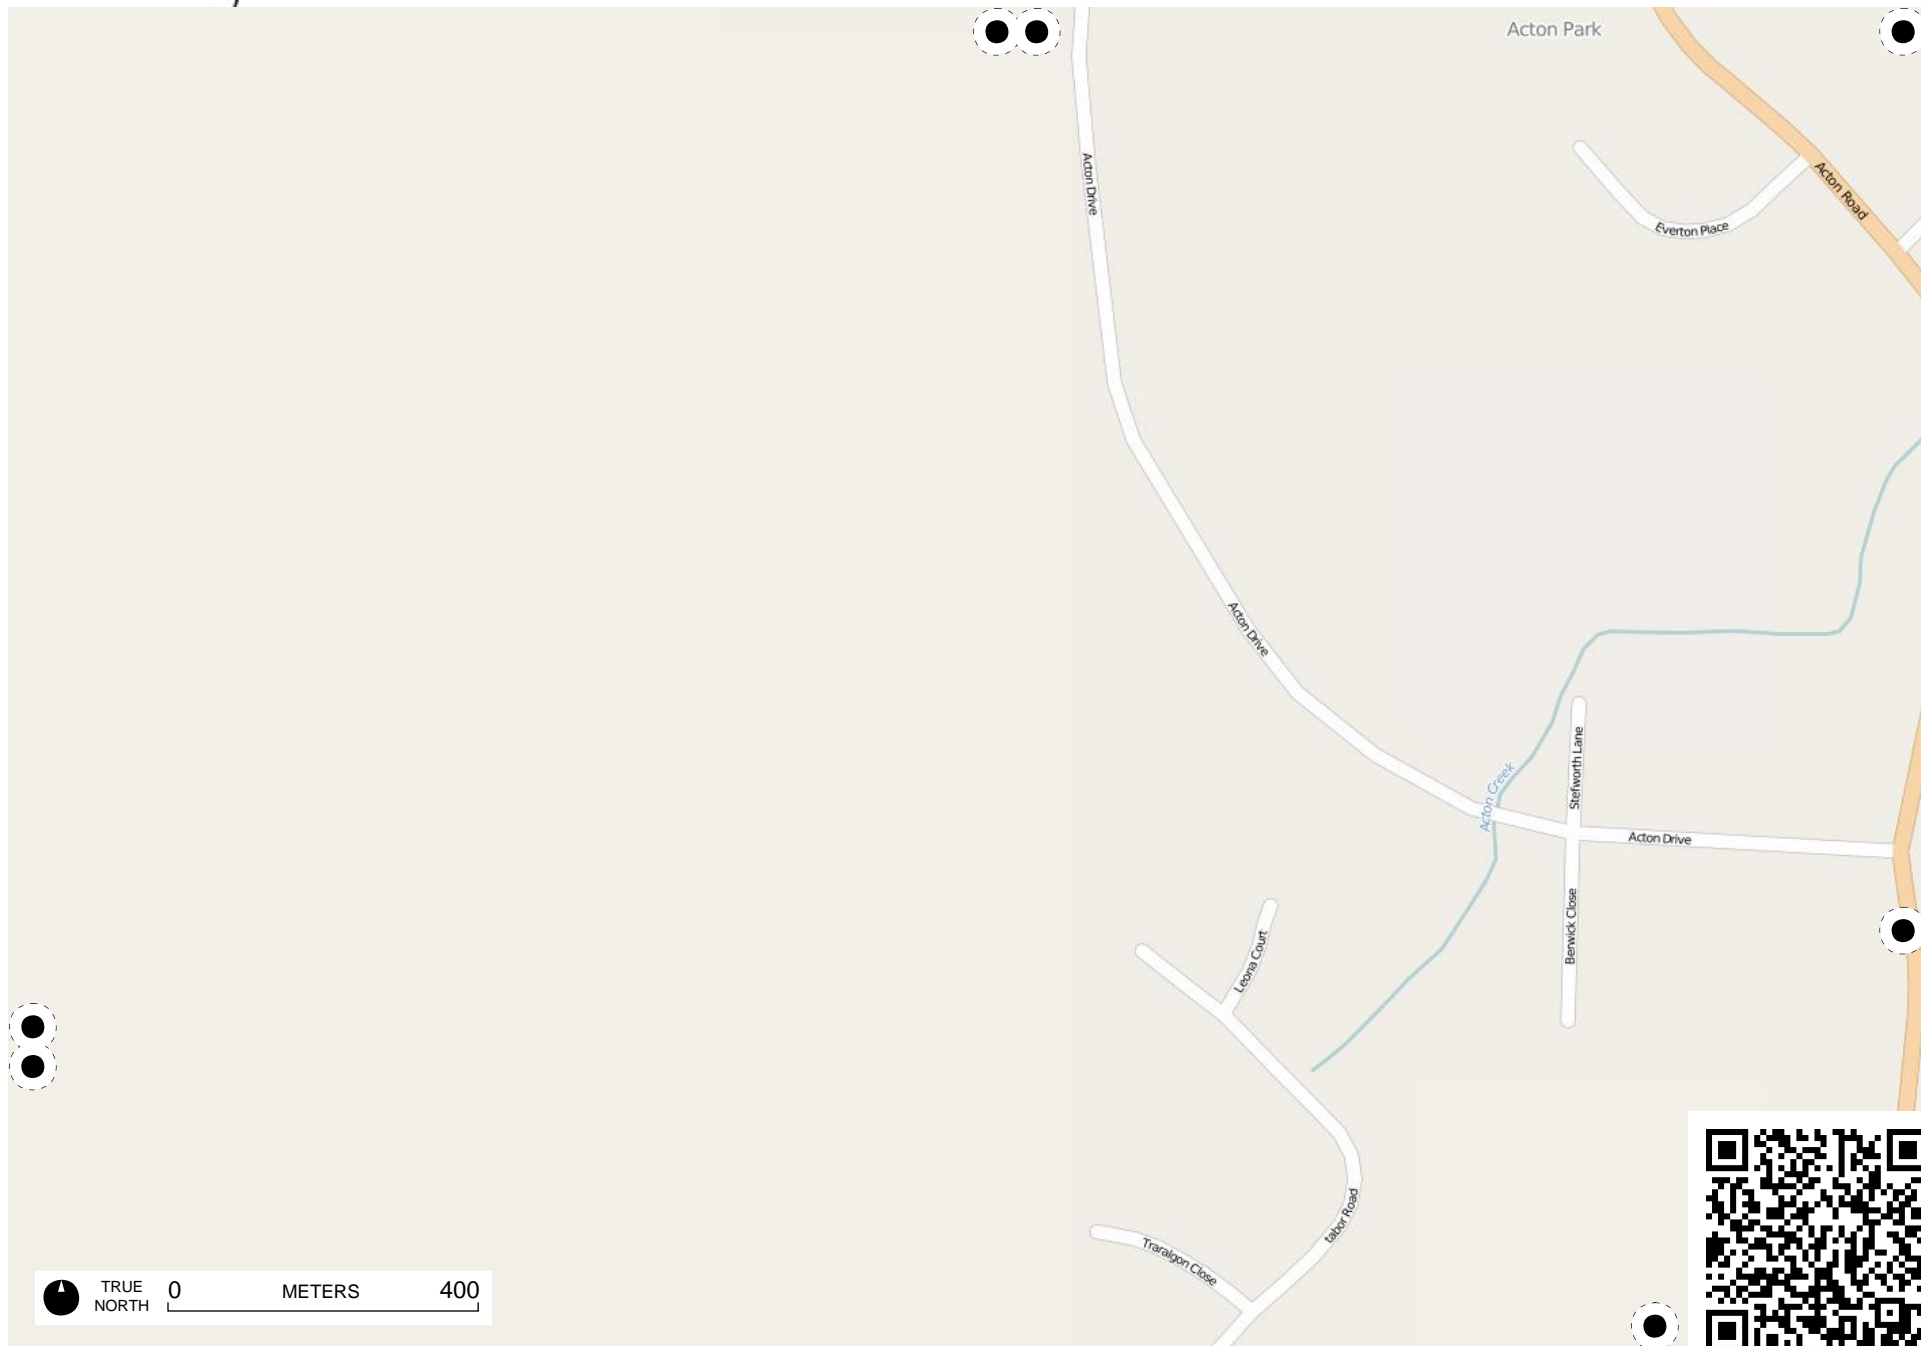 Acton Park
Acton Drive
Acton Road
Everton Place
Acton Drive
Stefworth Lane
Acton Creek
Acton Drive
Berwick Close
Leona Court
tabor Road
Traralgon Close
TRUE NORTH
0 METERS 400